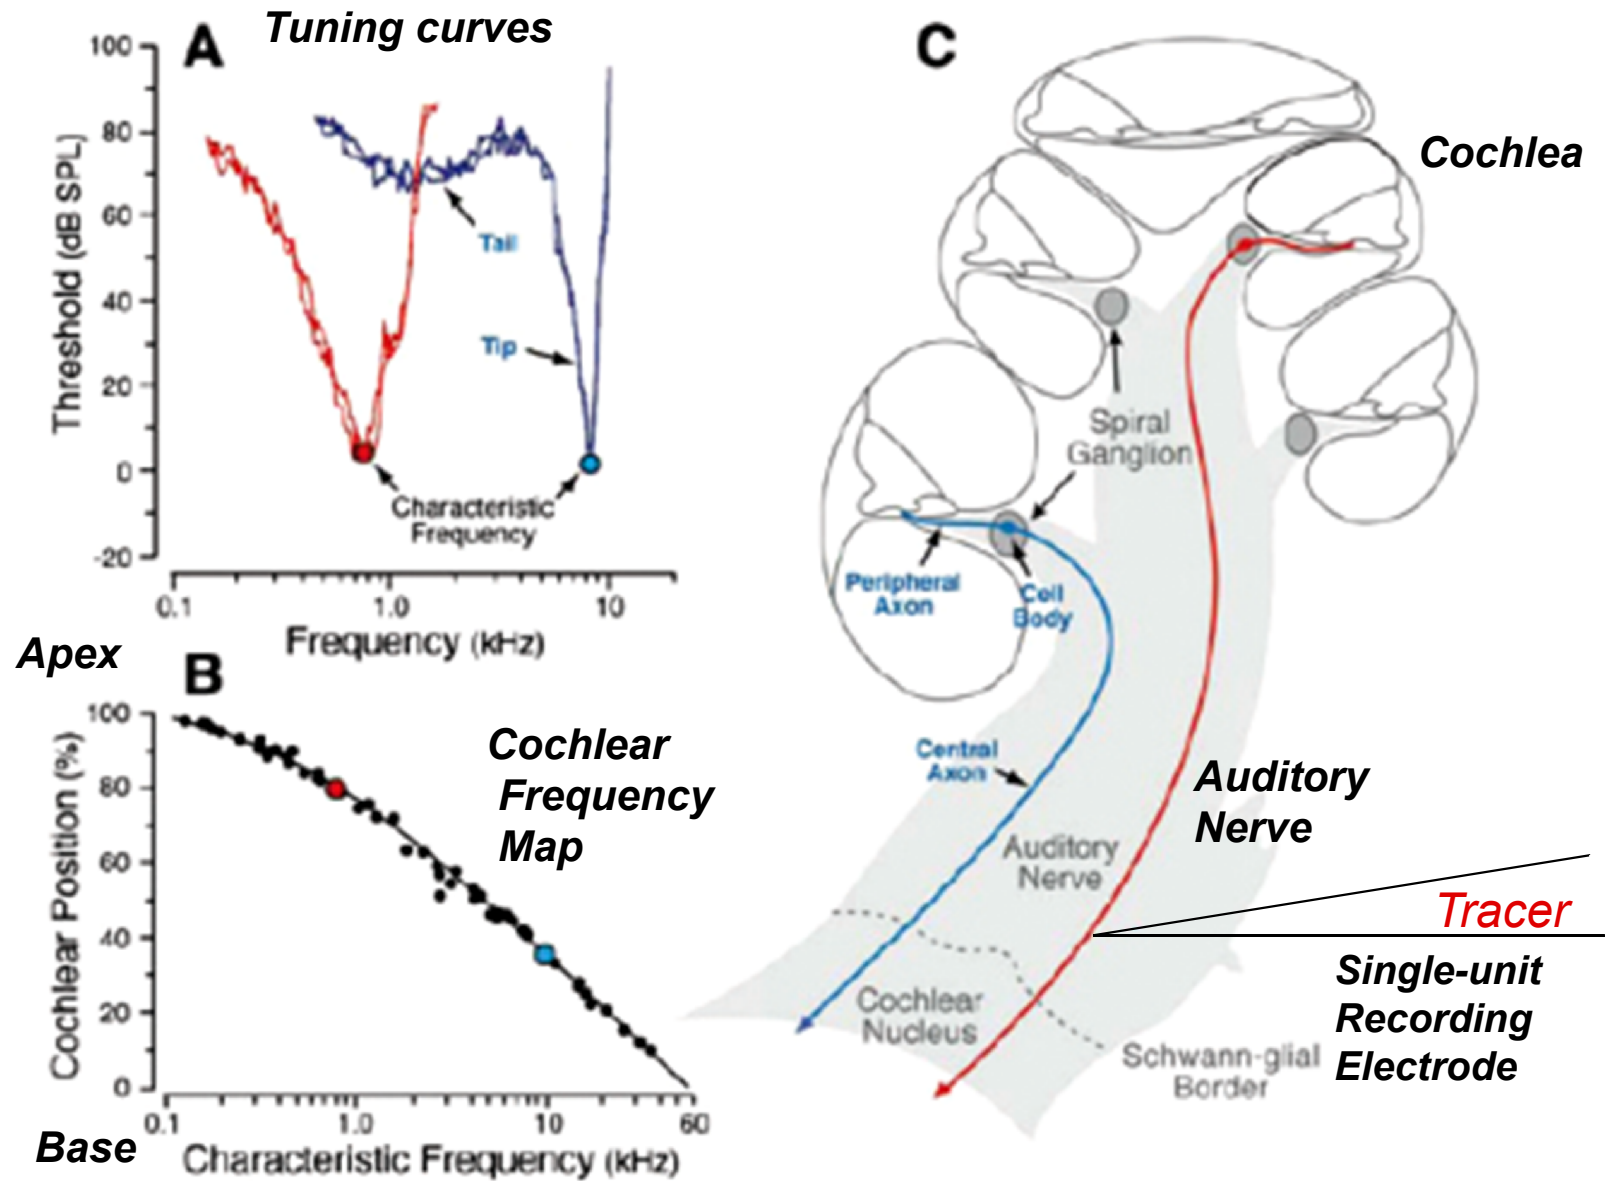 A
Tuning curves
100
80
60
40
20
0
-20
Threshold (dB SPL)
Tail
Tip
Characteristic
Frequency
0.1
1.0
10
Frequency (kHz)
Apex
B
100
80
60
40
20
0
Cochlear Position (%)
Cochlear
Frequency
Map
0.1
1.0
10
60
Base
Characteristic Frequency (kHz)
C
Cochlea
Spiral
Ganglion
Peripheral
Axon
Cell
Body
Central
Axon
Auditory
Nerve
Auditory
Nerve
Tracer
Single-unit
Recording
Electrode
Cochlear
Nucleus
Schwann-glial
Border